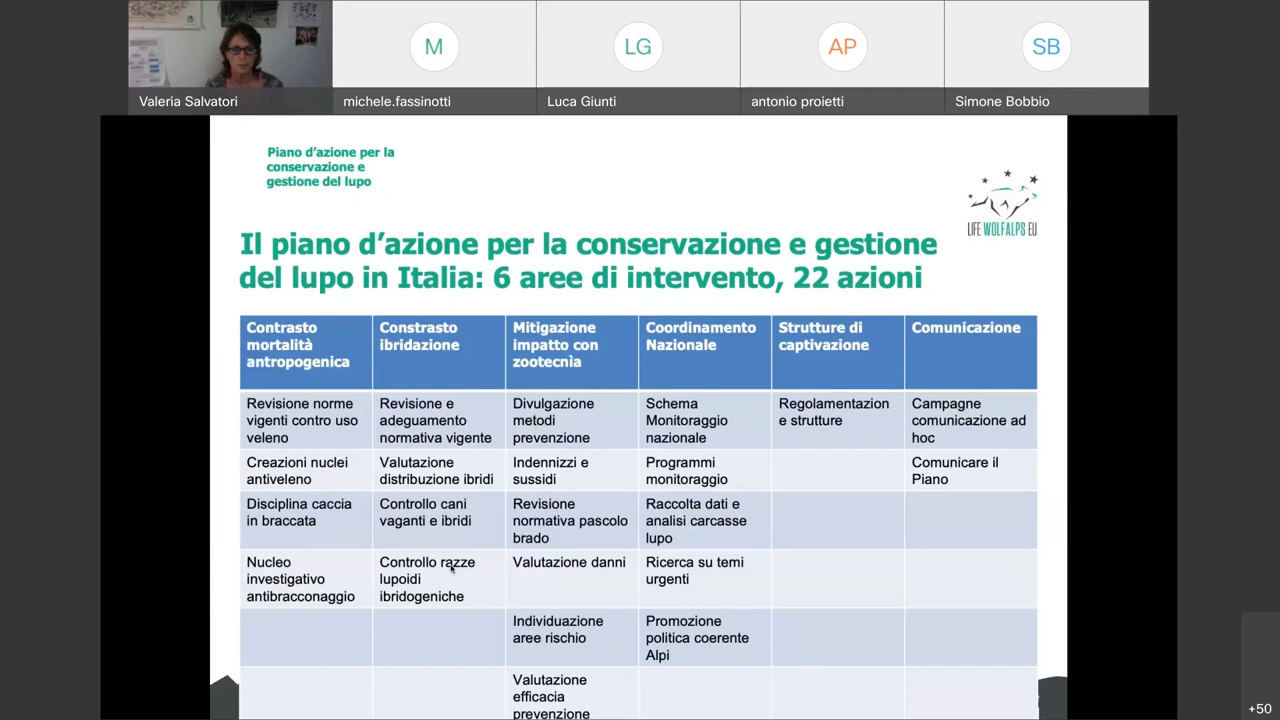 M
LG
AP
SB
Valeria Salvatori
michele.fassinotti
Luca Giunti
antonio proietti
Simone Bobbio
Piano d’azione per la
conservazione e
gestione del lupo
LIFE WOLFALPS EU
Il piano d’azione per la conservazione e gestione
del lupo in Italia: 6 aree di intervento, 22 azioni
Contrasto
mortalità
antropogenica
Constrasto
ibridazione
Mitigazione
impatto con
zootecnìa
Coordinamento
Nazionale
Strutture di
captivazione
Comunicazione
Revisione norme
vigenti contro uso
veleno
Revisione e
adeguamento
normativa vigente
Divulgazione
metodi
prevenzione
Schema
Monitoraggio
nazionale
Regolamentazion
e strutture
Campagne
comunicazione ad
hoc
Creazioni nuclei
antiveleno
Valutazione
distribuzione ibridi
Indennizzi e
sussidi
Programmi
monitoraggio
Comunicare il
Piano
Disciplina caccia
in braccata
Controllo cani
vaganti e ibridi
Revisione
normativa pascolo
brado
Raccolta dati e
analisi carcasse
lupo
Nucleo
investigativo
antibracconaggio
Controllo razze
lupoidi
ibridogeniche
Valutazione danni
Ricerca su temi
urgenti
Individuazione
aree rischio
Promozione
politica coerente
Alpi
Valutazione
efficacia
prevenzione
+50